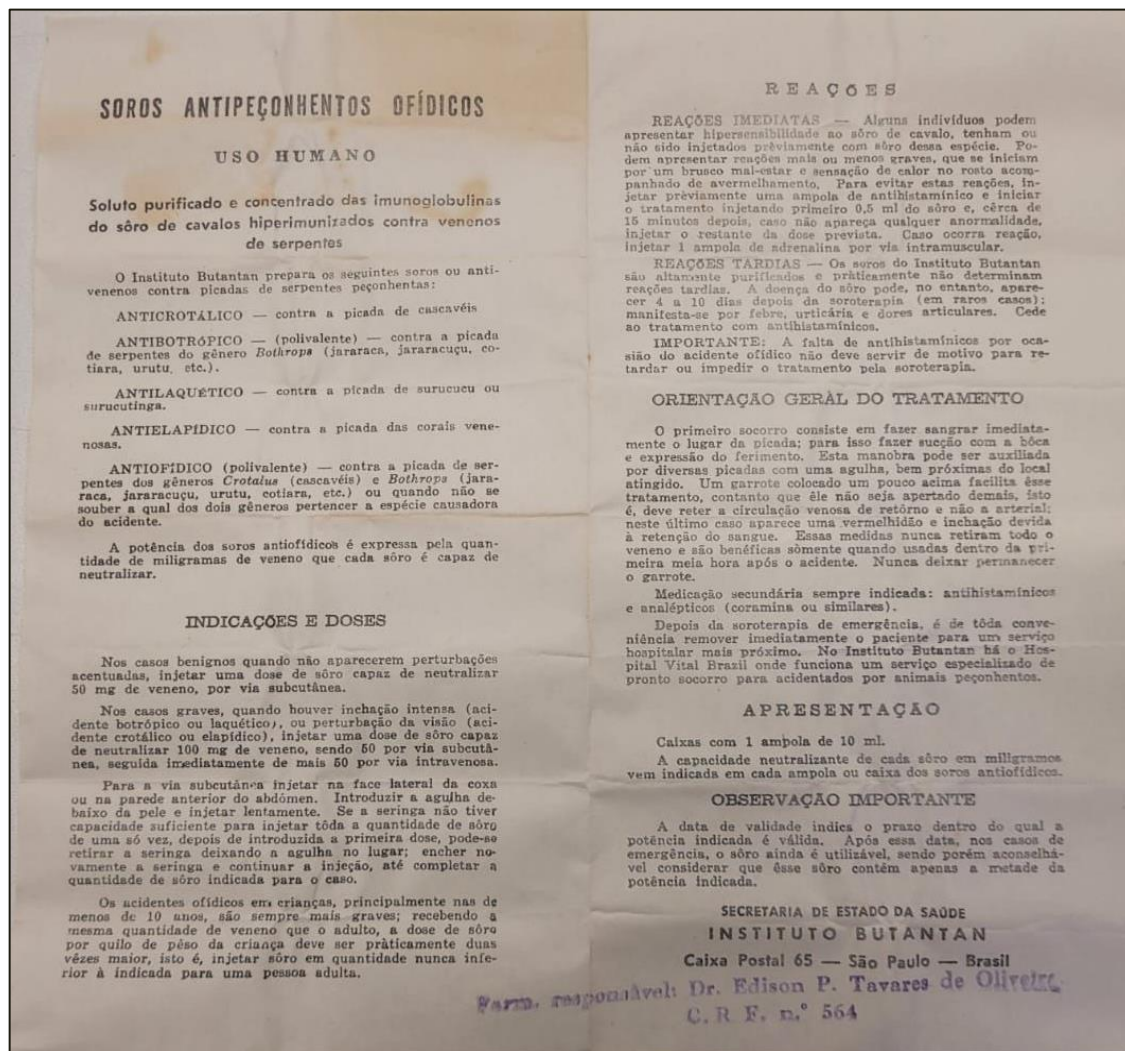 SOROS ANTIPEÇONHENTOS OFÍDICOS
USO HUMANO
Soluto purificado e concentrado das imunoglobulinas
do sôro de cavalos hiperimunizados contra venenos
de serpentes
O Instituto Butantan prepara os seguintes soros ou anti-
venenos contra picadas de serpentes peçonhentas:
ANTICROTÁLICO — contra a picada de cascavéis
ANTIBOTRÓPICO — (polivalente) — contra a picada
de serpentes do gênero Bothrops (jararaca, jararacuçu, co-
tiara, urutu, etc.).
ANTILAQUÉTICO — contra a picada de surucucu ou
surucutinga.
ANTIELAPÍDICO — contra a picada das corais vene-
nosas.
ANTIOFÍDICO (polivalente) — contra a picada de ser-
pentes dos gêneros Crotalus (cascavéis) e Bothrops (jara-
raca, jararacuçu, urutu, cotiara, etc.) ou quando não se
souber a qual dos dois gêneros pertencer a espécie causadora
do acidente.
A potência dos soros antiofídicos é expressa pela quan-
tidade de miligramas de veneno que cada sôro é capaz de
neutralizar.
INDICAÇÕES E DOSES
Nos casos benignos quando não aparecerem perturbações
acentuadas, injetar uma dose de sôro capaz de neutralizar
50 mg de veneno, por via subcutânea.
Nos casos graves, quando houver inchação intensa (aci-
dente botrópico ou laquético), ou perturbação da visão (aci-
dente crotálico ou elapídico), injetar uma dose de sôro capaz
de neutralizar 100 mg de veneno, sendo 50 por via subcutâ-
nea, seguida imediatamente de mais 50 por via intravenosa.
Para a via subcutânea injetar na face lateral da coxa
ou na parede anterior do abdômen. Introduzir a agulha de-
baixo da pele e injetar lentamente. Se a seringa não tiver
capacidade suficiente para injetar tôda a quantidade de sôro
de uma só vez, depois de introduzida a primeira dose, pode-se
retirar a seringa deixando a agulha no lugar; encher no-
vamente a seringa e continuar a injeção, até completar a
quantidade de sôro indicada para o caso.
Os acidentes ofídicos em crianças, principalmente nas de
menos de 10 anos, são sempre mais graves; recebendo a
mesma quantidade de veneno que o adulto, a dose de sôro
por quilo de pêso da criança deve ser pràticamente duas
vêzes maior, isto é, injetar sôro em quantidade nunca infe-
rior à indicada para uma pessoa adulta.
REAÇÕES
REAÇÕES IMEDIATAS — Alguns indivíduos podem
apresentar hipersensibilidade ao sôro de cavalo, tenham ou
não sido injetados prèviamente com sôro dessa espécie. Po-
dem apresentar reações mais ou menos graves, que se iniciam
por um brusco mal-estar e sensação de calor no rosto acom-
panhado de avermelhamento, Para evitar estas reações, in-
jetar prèviamente uma ampola de antihistamínico e iniciar
o tratamento injetando primeiro 0,5 ml do sôro e, cêrca de
15 minutos depois, caso não apareça qualquer anormalidade,
injetar o restante da dose prevista. Caso ocorra reação,
injetar 1 ampola de adrenalina por via intramuscular.
REAÇÕES TARDIAS — Os soros do Instituto Butantan
são altamente purificados e pràticamente não determinam
reações tardias. A doença do sôro pode, no entanto, apare-
cer 4 a 10 dias depois da soroterapia (em raros casos);
manifesta-se por febre, urticária e dores articulares. Cede
ao tratamento com antihistamínicos.
IMPORTANTE: A falta de antihistamínicos por oca-
sião do acidente ofídico não deve servir de motivo para re-
tardar ou impedir o tratamento pela soroterapia.
ORIENTAÇÃO GERAL DO TRATAMENTO
O primeiro socorro consiste em fazer sangrar imediata-
mente o lugar da picada; para isso fazer sucção com a bôca
e expressão do ferimento. Esta manobra pode ser auxiliada
por diversas picadas com uma agulha, bem próximas do local
atingido. Um garrote colocado um pouco acima facilita êsse
tratamento, contanto que êle não seja apertado demais, isto
é, deve reter a circulação venosa de retôrno e não a arterial;
neste último caso aparece uma vermelhidão e inchação devida
à retenção do sangue. Essas medidas nunca retiram todo o
veneno e são benéficas sòmente quando usadas dentro da pri-
meira meia hora após o acidente. Nunca deixar permanecer
o garrote.
Medicação secundária sempre indicada: antihistamínicos
e analépticos (coramina ou similares).
Depois da soroterapia de emergência, é de tôda conve-
niência remover imediatamente o paciente para um serviço
hospitalar mais próximo. No Instituto Butantan há o Hos-
pital Vital Brazil onde funciona um serviço especializado de
pronto socorro para acidentados por animais peçonhentos.
APRESENTAÇÃO
Caixas com 1 ampola de 10 ml.
A capacidade neutralizante de cada sôro em miligramos
vem indicada em cada ampola ou caixa dos soros antiofídicos.
OBSERVAÇÃO IMPORTANTE
A data de validade indica o prazo dentro do qual a
potência indicada é válida. Após essa data, nos casos de
emergência, o sôro ainda é utilizável, sendo porém aconselhá-
vel considerar que êsse sôro contém apenas a metade da
potência indicada.
SECRETARIA DE ESTADO DA SAÚDE
INSTITUTO BUTANTAN
Caixa Postal 65 — São Paulo — Brasil
Farm. responsável: Dr. Edison P. Tavares de Oliveira
C. R F. n.º 564